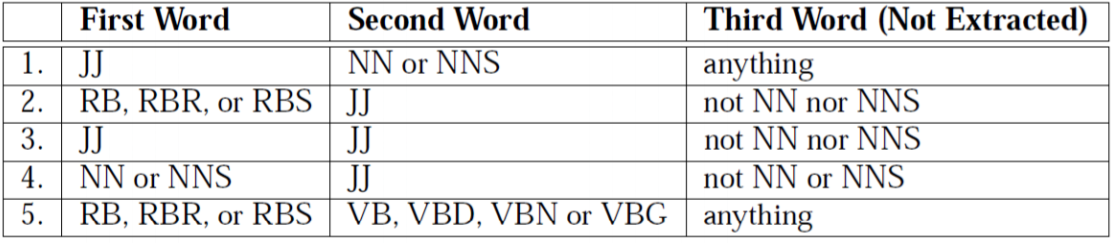 First Word Second Word Third Word (Not Extracted)
1. JJ NN or NNS anything
2. RB, RBR, or RBS JJ not NN nor NNS
3. JJ JJ not NN nor NNS
4. NN or NNS JJ not NN or NNS
5. RB, RBR, or RBS VB, VBD, VBN or VBG anything